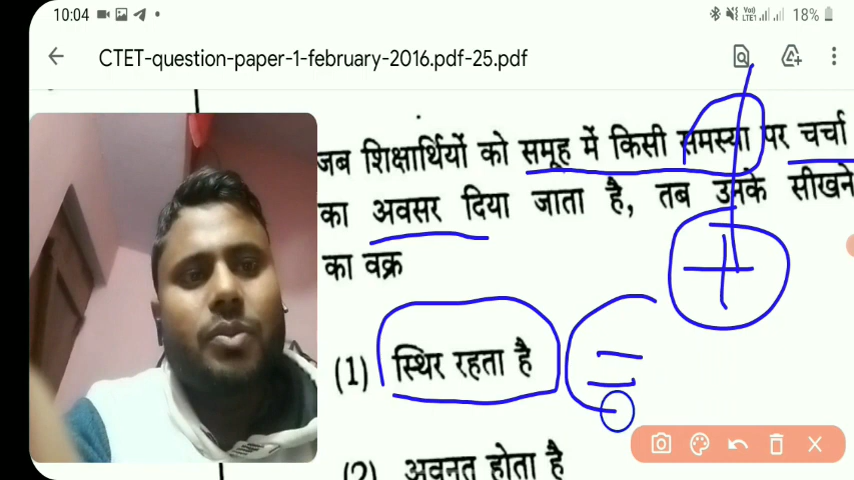 10:04 18%
CTET-question-paper-1-february-2016.pdf-25.pdf
जब शिक्षार्थियों को समूह में किसी समस्या पर चर्चा
का अवसर दिया जाता है, तब उनके सीखने
का वक्र
(1) स्थिर रहता है
(2) अवनत होता है